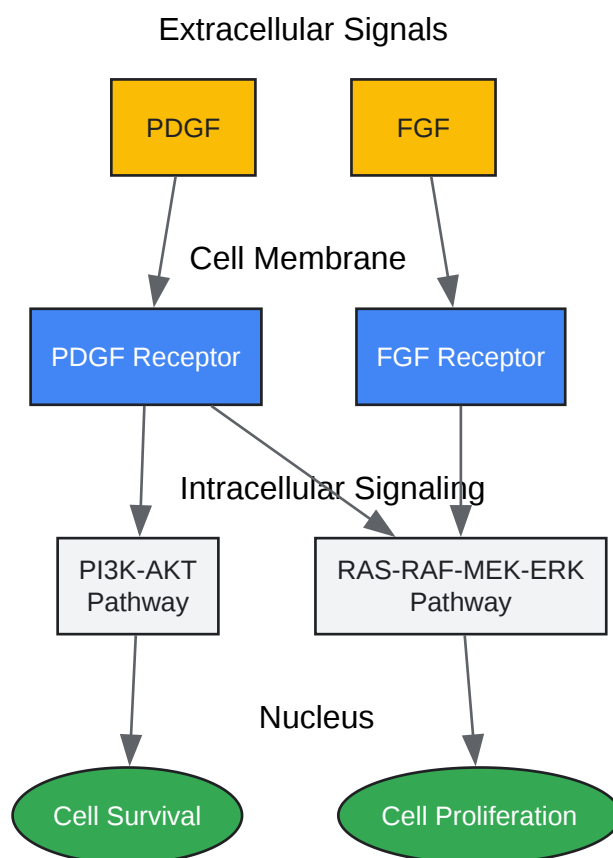 Extracellular Signals
PDGF
FGF
Cell Membrane
PDGF Receptor
FGF Receptor
Intracellular Signaling
PI3K-AKT
Pathway
RAS-RAF-MEK-ERK
Pathway
Nucleus
Cell Survival
Cell Proliferation